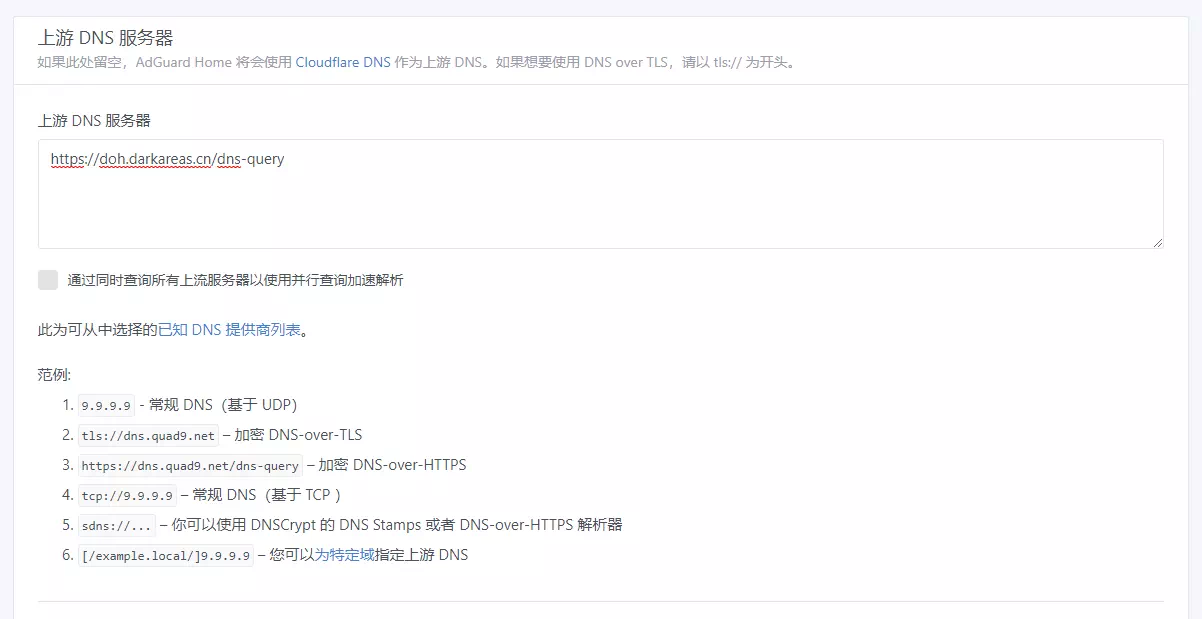 上游 DNS 服务器
如果此处留空，AdGuard Home 将会使用 Cloudflare DNS 作为上游 DNS。如果想要使用 DNS over TLS，请以 tls:// 为开头。
上游 DNS 服务器
https://doh.darkareas.cn/dns-query
通过同时查询所有上流服务器以使用并行查询加速解析
此为可从中选择的已知 DNS 提供商列表。
范例:
1. 9.9.9.9 - 常规 DNS（基于 UDP）
2. tls://dns.quad9.net – 加密 DNS-over-TLS
3. https://dns.quad9.net/dns-query – 加密 DNS-over-HTTPS
4. tcp://9.9.9.9 – 常规 DNS（基于 TCP ）
5. sdns://... – 你可以使用 DNSCrypt 的 DNS Stamps 或者 DNS-over-HTTPS 解析器
6. [/example.local/]9.9.9.9 – 您可以为特定域指定上游 DNS